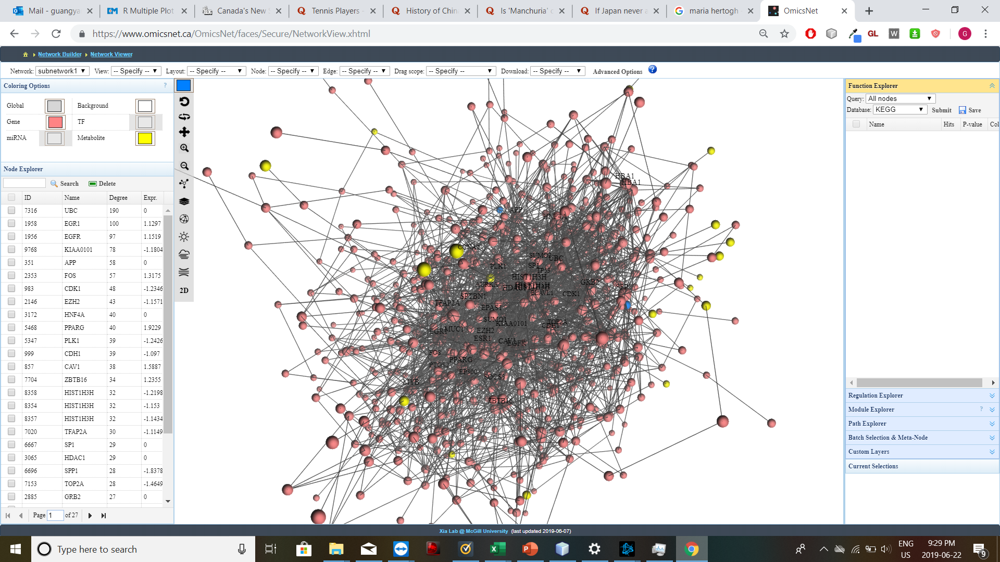 Mail - guangya
R Multiple Plot
Canada's New S
Tennis Players -
History of China
Is 'Manchuria' o
If Japan never a
maria hertogh
OmicsNet
https://www.omicsnet.ca/OmicsNet/faces/Secure/NetworkView.xhtml
GL
W
G
Network Builder
Network Viewer
Network: subnetwork1
View: -- Specify --
Layout: -- Specify --
Node: -- Specify --
Edge: -- Specify --
Drag scope: -- Specify --
Download: -- Specify --
Advanced Options
?
Coloring Options ?
Global
Background
Gene
TF
miRNA
Metabolite
Node Explorer
Search
Delete
ID Name Degree Expr.
7316 UBC 190 0
1958 EGR1 100 1.1297
1956 EGFR 97 1.1519
9768 KIAA0101 78 -1.1804
351 APP 58 0
2353 FOS 57 1.3175
983 CDK1 48 -1.2346
2146 EZH2 43 -1.1571
3172 HNF4A 40 0
5468 PPARG 40 1.9229
5347 PLK1 39 -1.2426
999 CDH1 39 -1.097
857 CAV1 38 1.5887
7704 ZBTB16 34 1.2355
8358 HIST1H3H 32 -1.2198
8354 HIST1H3H 32 -1.153
8357 HIST1H3H 32 -1.1434
7020 TFAP2A 30 -1.1149
6667 SP1 29 0
3065 HDAC1 29 0
6696 SPP1 28 -1.8378
7153 TOP2A 28 -1.4649
2885 GRB2 27 0
Page 1 of 27
2D
HBA1
HBA1
APP
HNF4A
CCNA2
SUMO2
UBC
PLK1
SP1
TP53
HIST1H3H
GRB2
AURKA
HDAC1
HIST1H3H
SPP1
ELAVL1
CDK1
SPTBN1
TFAP2A
EPAS1
SUMO1
KIAA0101
TOP2A
CDH1
EGR1
MUC1
EZH2
ESR1
CAV1
EGFR
FOS
PPARG
PTGS2
EP300
SOCS3
MYB
ZBTB16
Function Explorer
Query: All nodes
Database: KEGG
Submit
Save
Name Hits P-value Col
Regulation Explorer
Module Explorer ?
Path Explorer
Batch Selection & Meta-Node
Custom Layers
Current Selections
Xia Lab @ McGill University (last updated 2019-06-07)
Type here to search
ENG
US
9:29 PM
2019-06-22
9